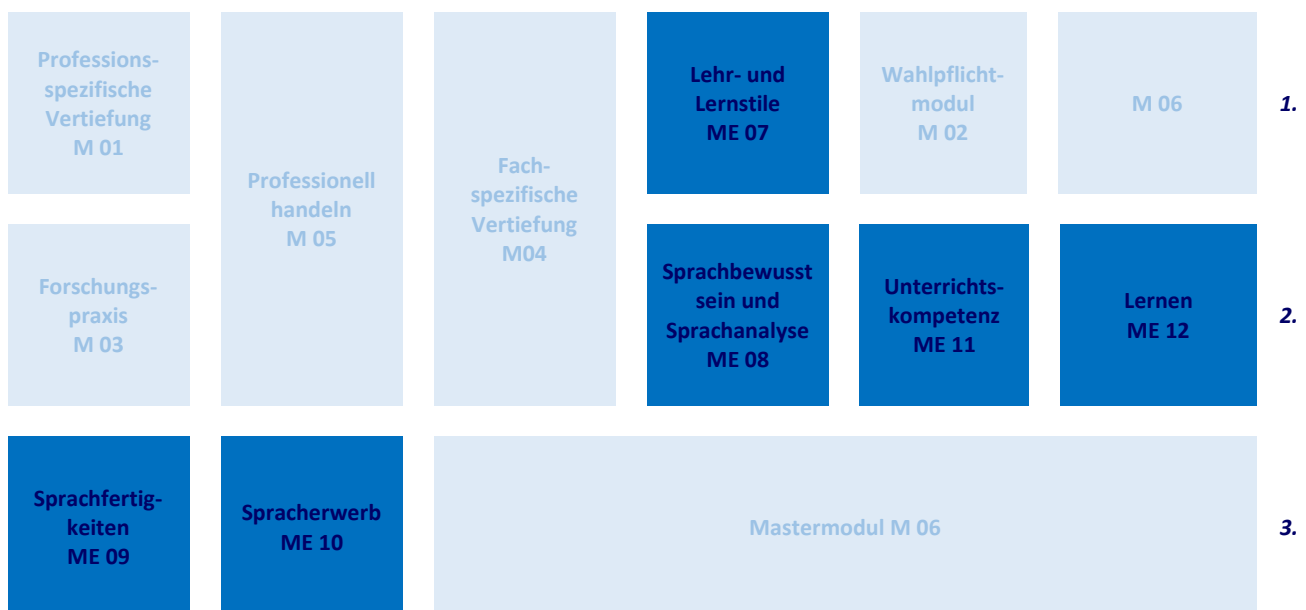 Professions-
spezifische
Vertiefung
M 01
Professionell
handeln
M 05
Fach-
spezifische
Vertiefung
M04
Lehr- und
Lernstile
ME 07
Wahlpflicht-
modul
M 02
M 06
1.
Forschungs-
praxis
M 03
Sprachbewusst
sein und
Sprachanalyse
ME 08
Unterrichts-
kompetenz
ME 11
Lernen
ME 12
2.
Sprachfertig-
keiten
ME 09
Spracherwerb
ME 10
Mastermodul M 06
3.